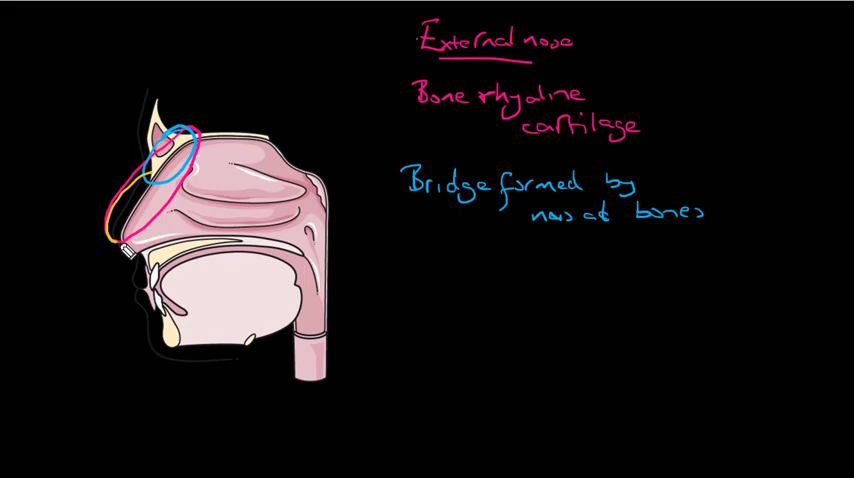 External nose
Bone + hyaline
cartilage
Bridge formed by
nasal bones